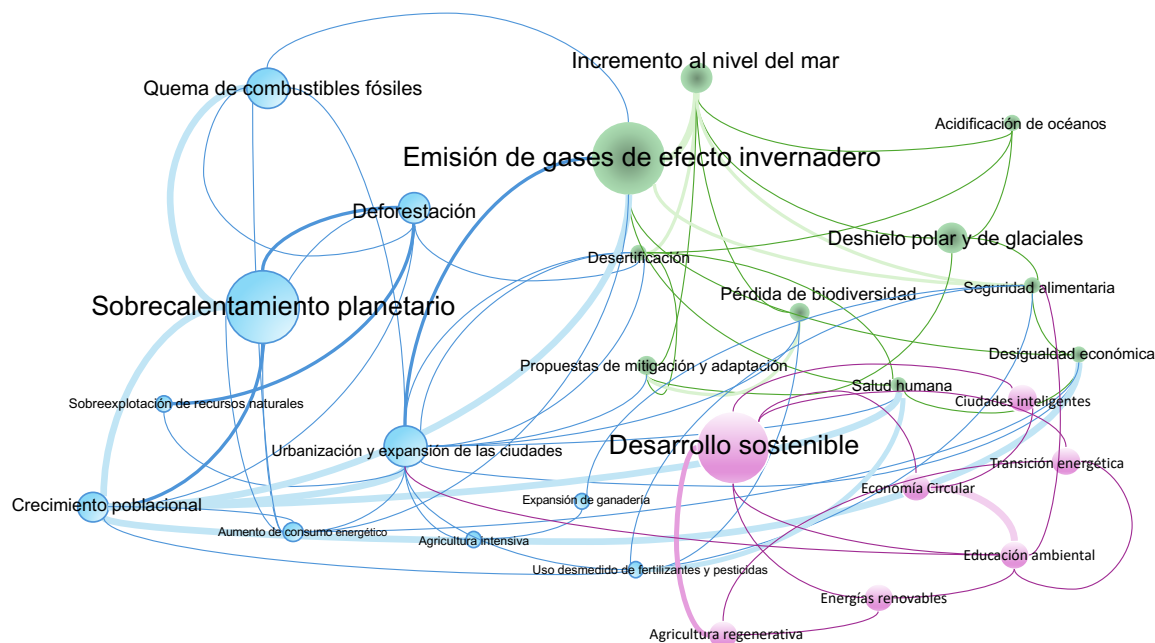 Incremento al nivel del mar
Quema de combustibles fósiles
Acidificación de océanos
Emisión de gases de efecto invernadero
Deforestación
Deshielo polar y de glaciales
Desertificación
Seguridad alimentaria
Pérdida de biodiversidad
Sobrecalentamiento planetario
Desigualdad económica
Propuestas de mitigación y adaptación
Salud humana
Ciudades inteligentes
Sobreexplotación de recursos naturales
Desarrollo sostenible
Urbanización y expansión de las ciudades
Transición energética
Economía Circular
Expansión de ganadería
Crecimiento poblacional
Aumento de consumo energético
Agricultura intensiva
Educación ambiental
Uso desmedido de fertilizantes y pesticidas
Energías renovables
Agricultura regenerativa